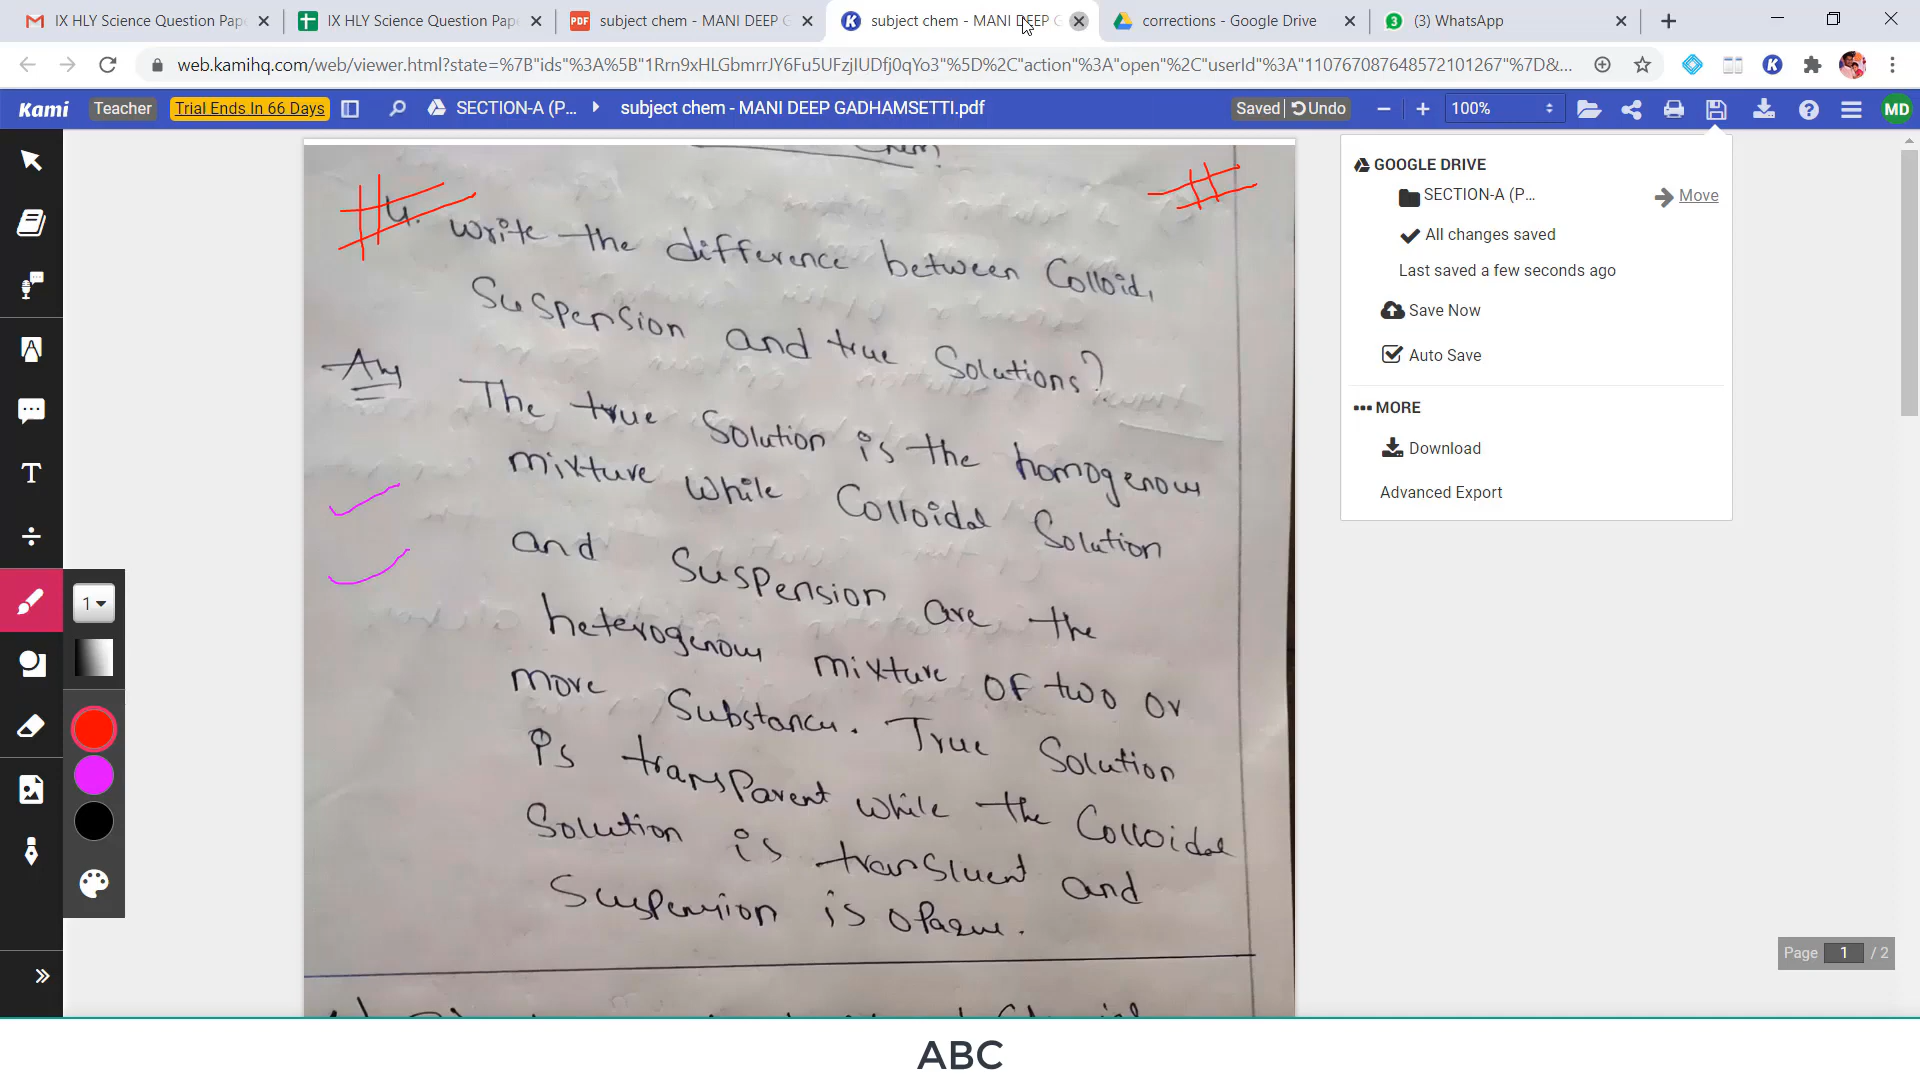 IX HLY Science Question Pape
IX HLY Science Question Pape
subject chem - MANI DEEP G
subject chem - MANI DEEP G
corrections - Google Drive
(3) WhatsApp
web.kamihq.com/web/viewer.html?state=%7B"ids"%3A%5B"1Rrn9xHLGbmrrJY6Fu5UFzjIUDfj0qYo3"%5D%2C"action"%3A"open"%2C"userId"%3A"110767087648572101267"%7D&...
Kami Teacher Trial Ends In 66 Days SECTION-A (P... subject chem - MANI DEEP GADHAMSETTI.pdf Saved Undo 100% MD
GOOGLE DRIVE
SECTION-A (P... Move
All changes saved
Last saved a few seconds ago
Save Now
Auto Save
MORE
Download
Advanced Export
1
Chem
4. Write the difference between Colloid,
Suspension and true Solutions?
Ans The true Solution is the homogenous
mixture while Colloidal Solution
and Suspension are the
heterogenous mixture of two or
more Substance. True Solution
is transparent while the Colloidal
Solution is transluent and
Suspension is opaque.
Page 1 / 2
ABC